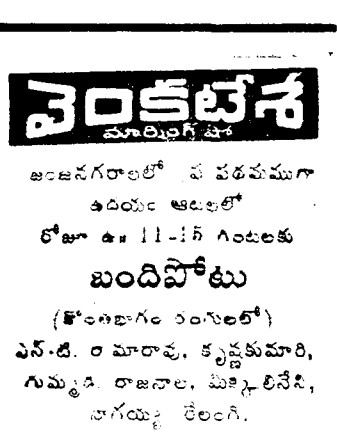 వెంకటేశ
మార్నింగ్ షో
జంటనగరాలలో ప్రప్రథమముగా
ఉదయం ఆటలలో
రోజూ ఉ॥ 11-15 గంటలకు
బందిపోటు
(కొంతభాగం రంగులలో)
ఎన్.టి. రామారావు, కృష్ణకుమారి,
గుమ్మడి, రాజనాల, మిక్కిలినేని,
నాగయ్య, రేలంగి.